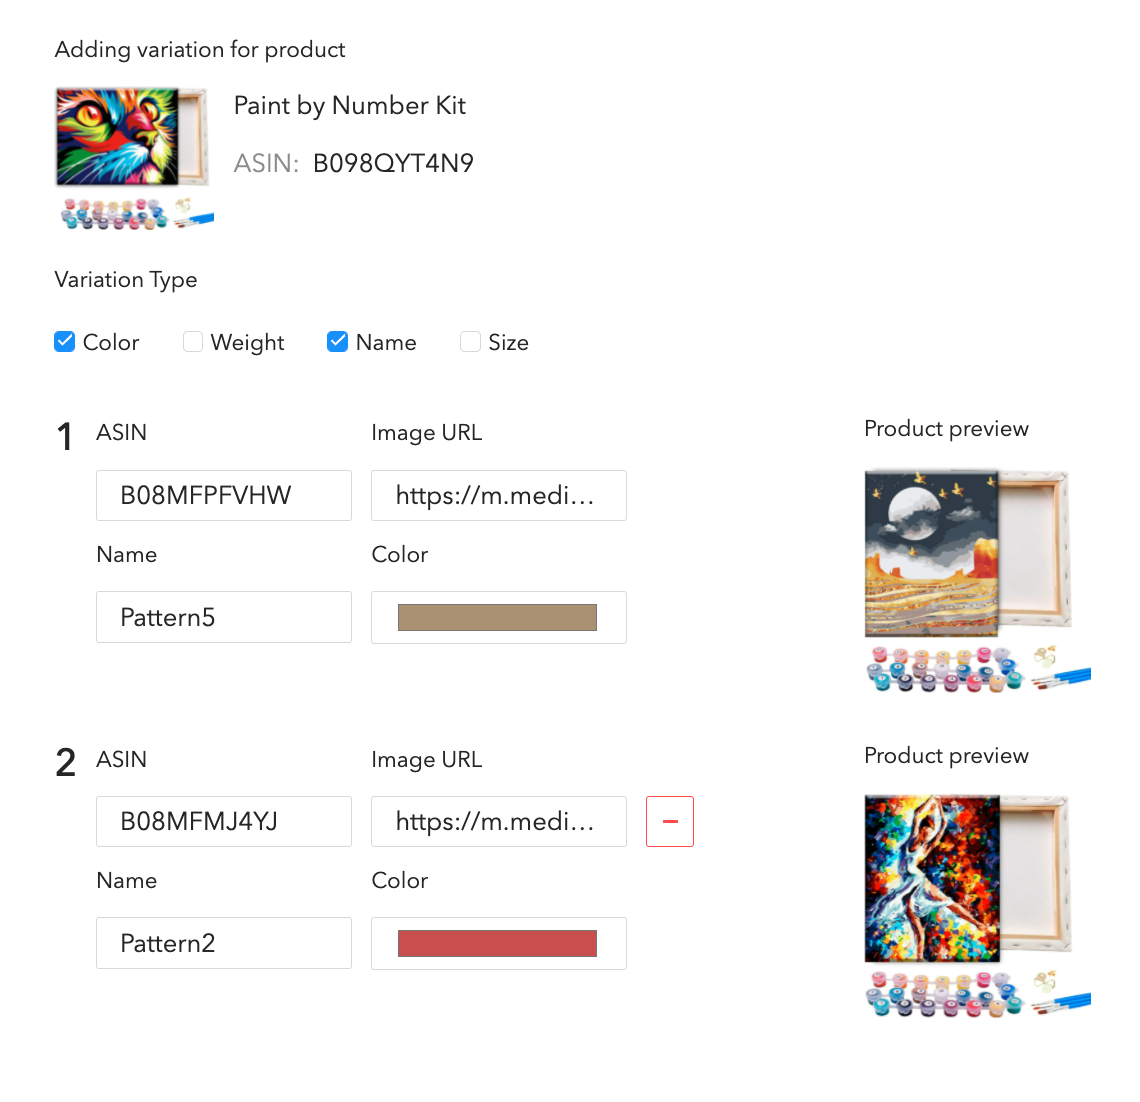 Adding variation for product
Paint by Number Kit
ASIN: B098QYT4N9
Variation Type
Color Weight Name Size
1 ASIN Image URL Product preview
B08MFPFVHW https://m.medi...
Name Color
Pattern5
2 ASIN Image URL Product preview
B08MFMJ4YJ https://m.medi...
Name Color
Pattern2